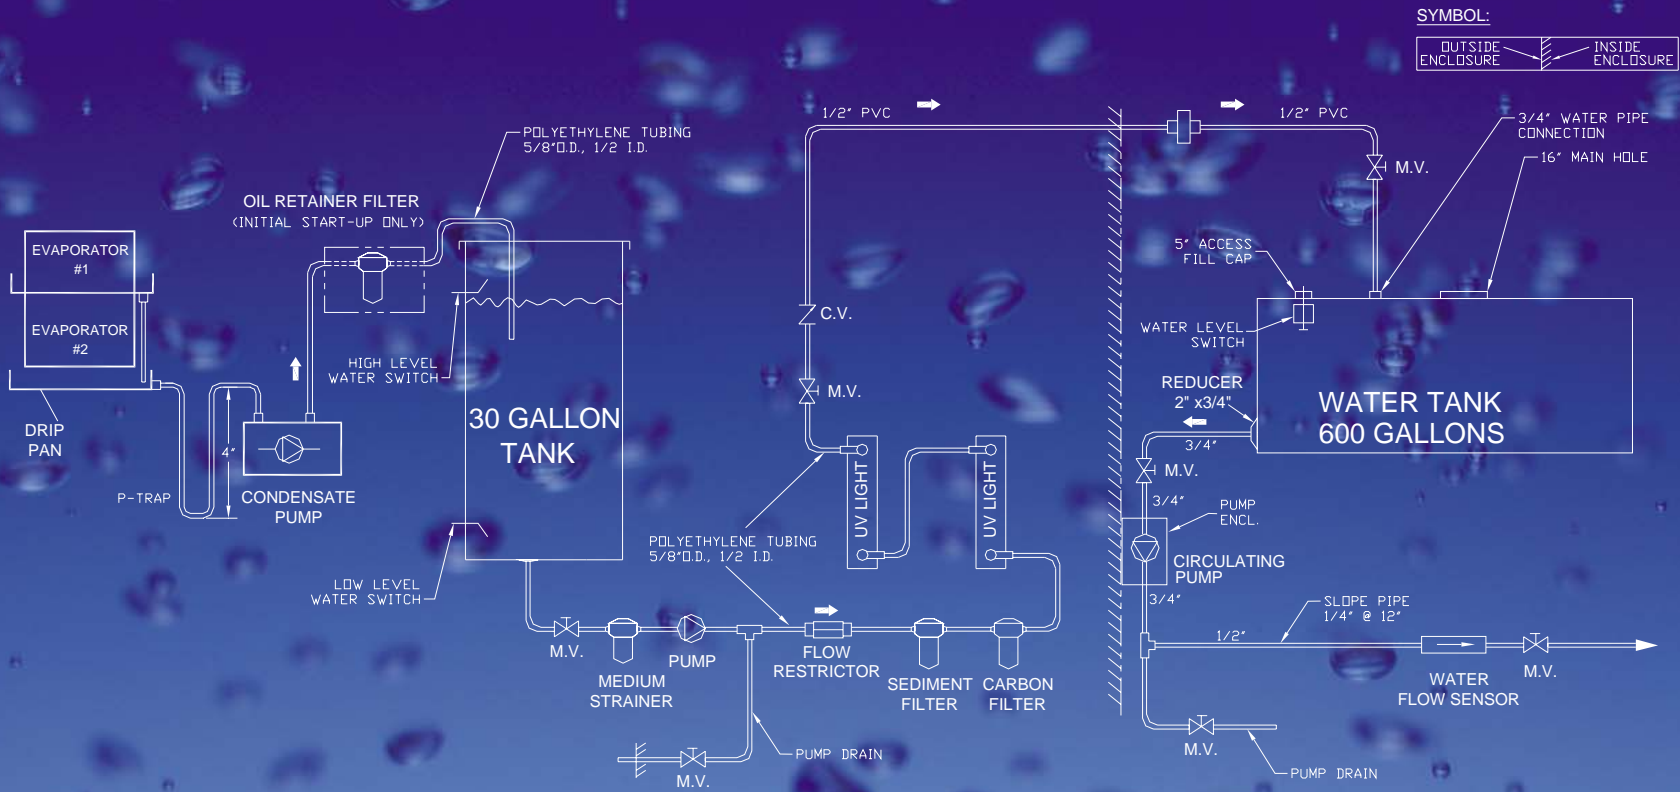 SYMBOL:
OUTSIDE
ENCLOSURE
INSIDE
ENCLOSURE
1/2" PVC
1/2" PVC
3/4" WATER PIPE
CONNECTION
16" MAIN HOLE
M.V.
POLYETHYLENE TUBING
5/8"O.D., 1/2 I.D.
OIL RETAINER FILTER
(INITIAL START-UP ONLY)
EVAPORATOR
#1
EVAPORATOR
#2
DRIP
PAN
P-TRAP
4"
CONDENSATE
PUMP
HIGH LEVEL
WATER SWITCH
30 GALLON
TANK
LOW LEVEL
WATER SWITCH
C.V.
M.V.
UV LIGHT
UV LIGHT
POLYETHYLENE TUBING
5/8"O.D., 1/2 I.D.
M.V.
MEDIUM
STRAINER
PUMP
FLOW
RESTRICTOR
SEDIMENT
FILTER
CARBON
FILTER
PUMP DRAIN
M.V.
5" ACCESS
FILL CAP
WATER LEVEL
SWITCH
WATER TANK
600 GALLONS
REDUCER
2" x3/4"
3/4"
M.V.
3/4"
PUMP
ENCL.
CIRCULATING
PUMP
3/4"
SLOPE PIPE
1/4" @ 12"
1/2"
WATER
FLOW SENSOR
M.V.
M.V.
PUMP DRAIN